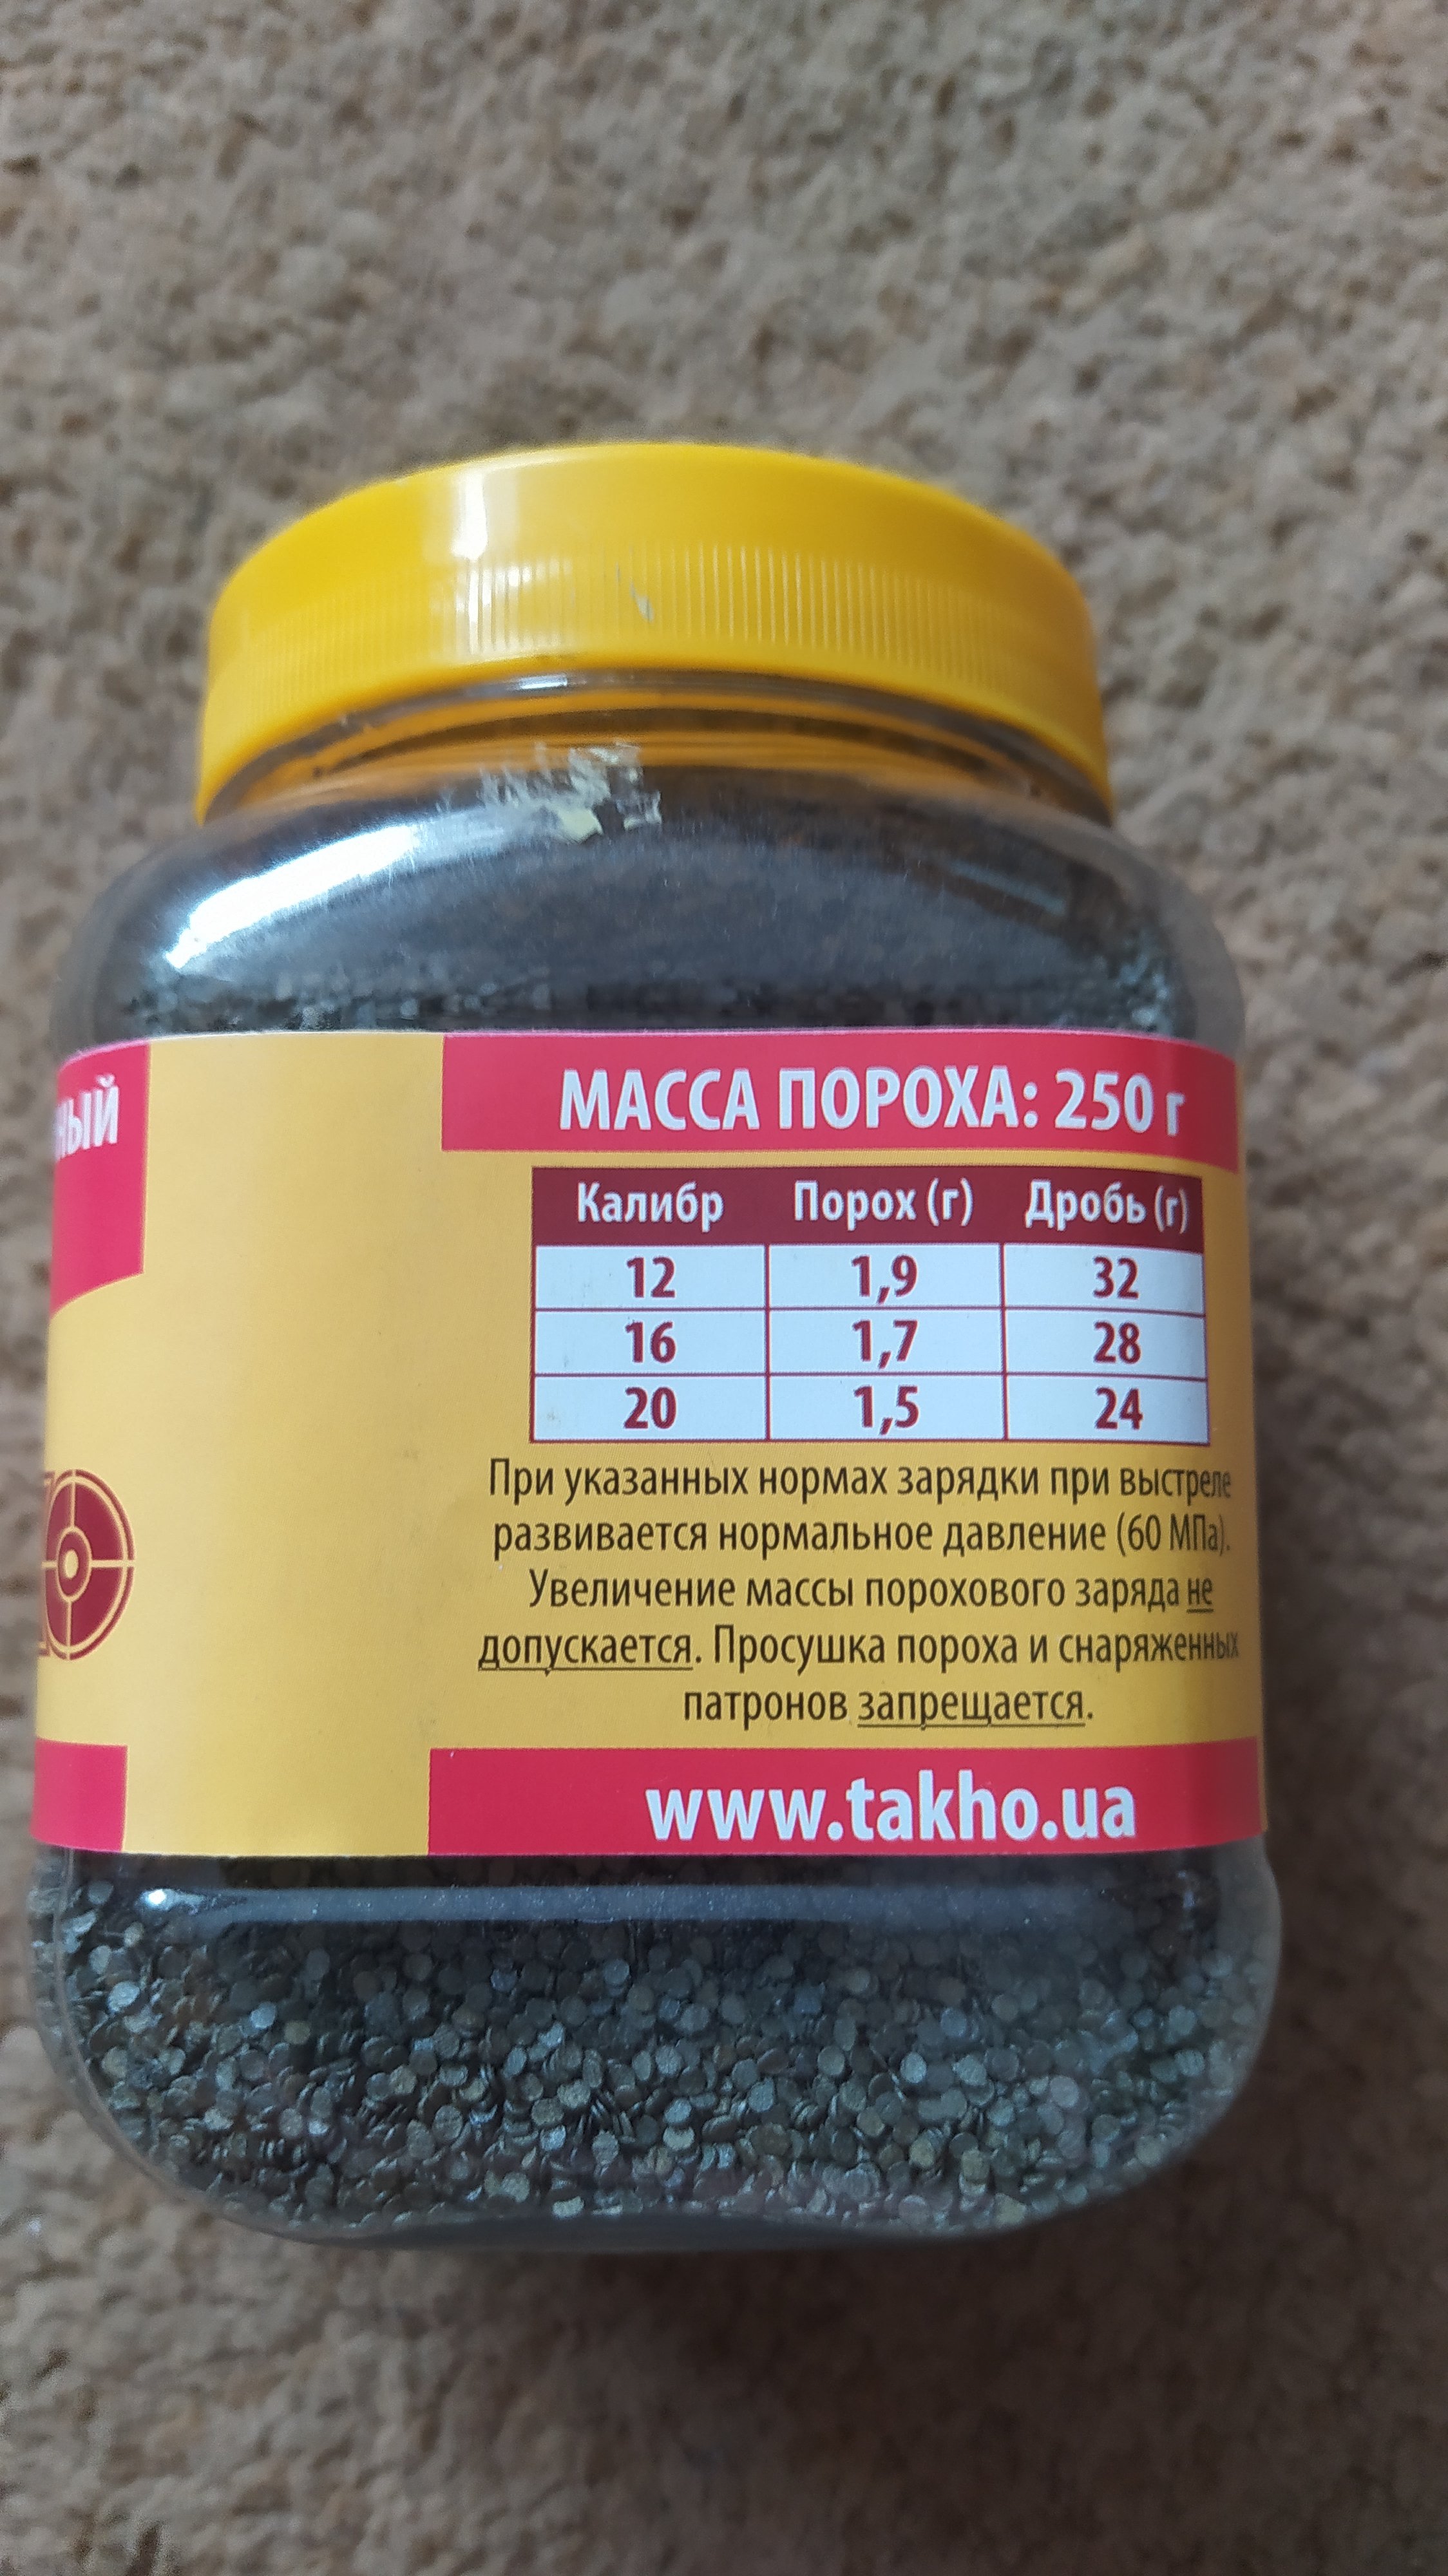 МАССА ПОРОХА: 250 г
Калибр Порох (г) Дробь (г)
12 1,9 32
16 1,7 28
20 1,5 24
При указанных нормах зарядки при выстреле
развивается нормальное давление (60 МПа).
Увеличение массы порохового заряда не
допускается. Просушка пороха и снаряженных
патронов запрещается.
www.takho.ua